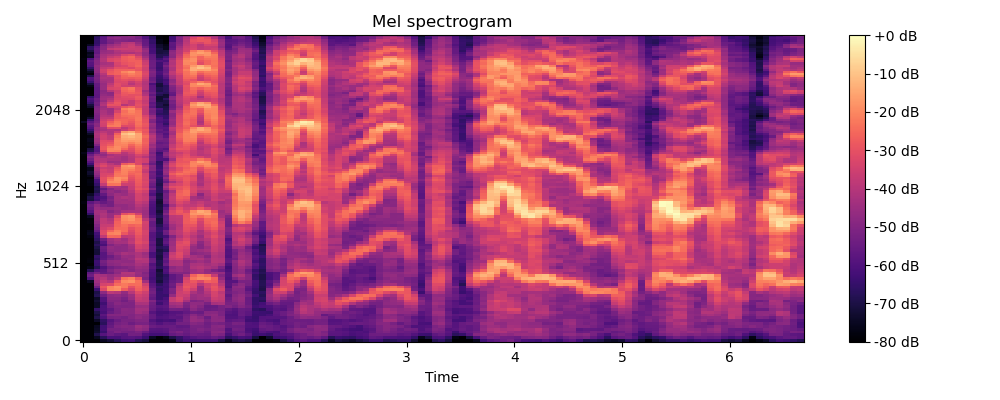 Mel spectrogram
Hz
2048
1024
512
0
0 1 2 3 4 5 6
Time
+0 dB
-10 dB
-20 dB
-30 dB
-40 dB
-50 dB
-60 dB
-70 dB
-80 dB